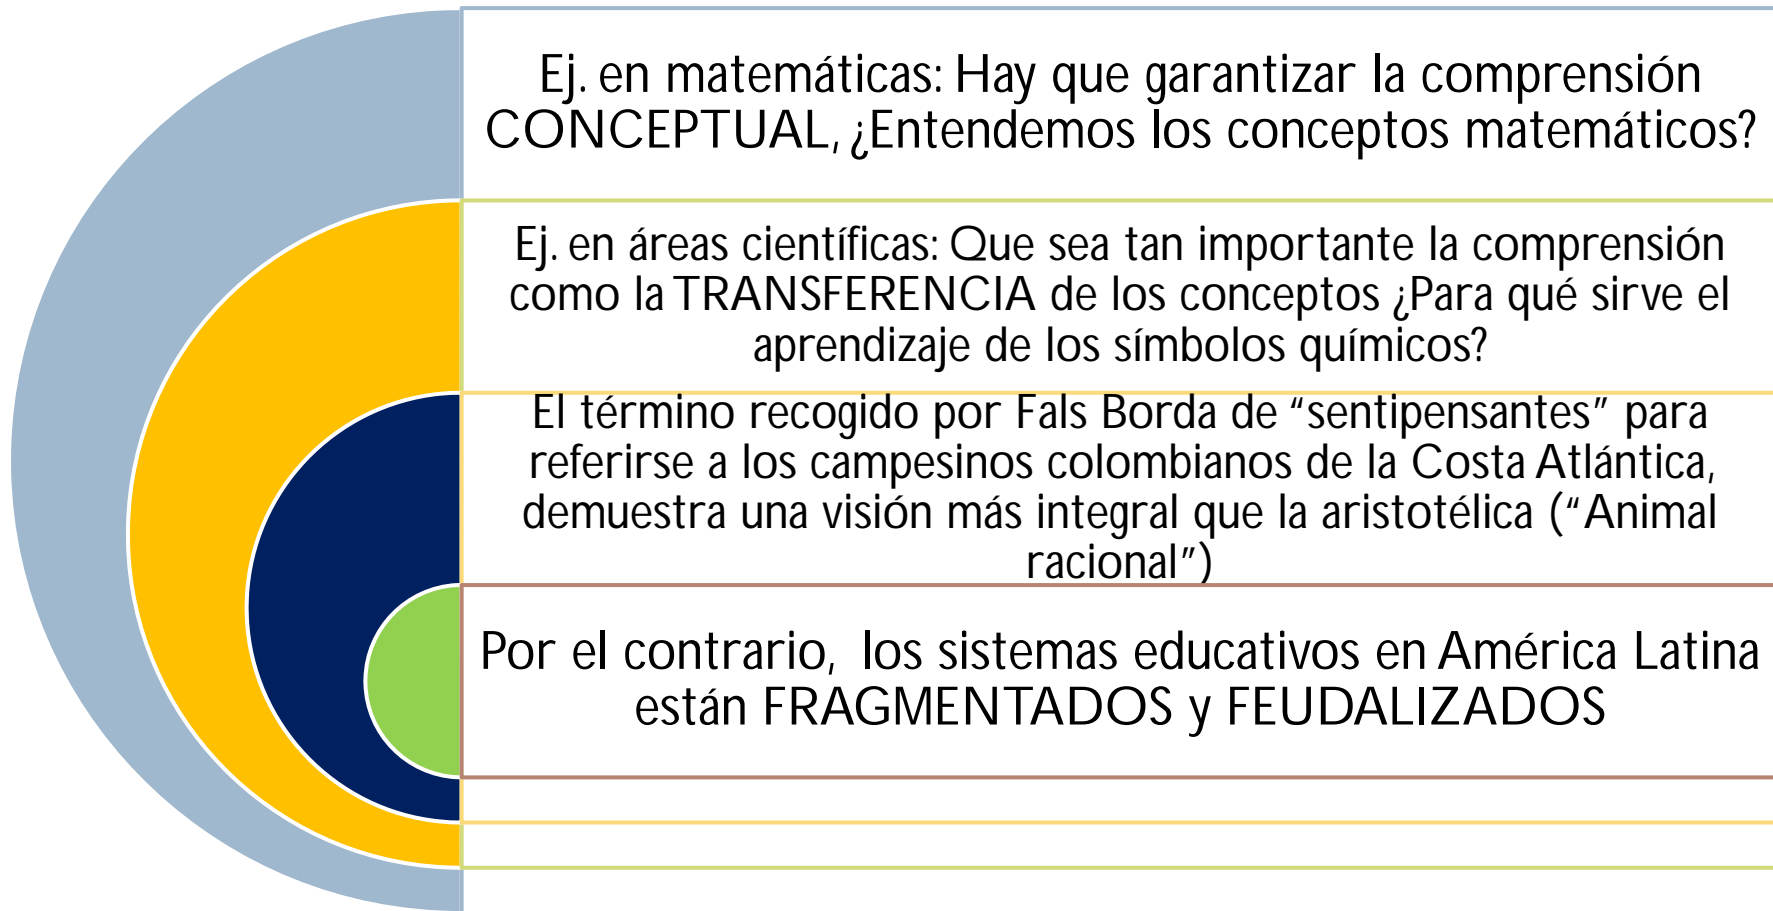 Ej. en matemáticas: Hay que garantizar la comprensión
CONCEPTUAL, ¿Entendemos los conceptos matemáticos?
Ej. en áreas científicas: Que sea tan importante la comprensión
como la TRANSFERENCIA de los conceptos ¿Para qué sirve el
aprendizaje de los símbolos químicos?
El término recogido por Fals Borda de “sentipensantes” para
referirse a los campesinos colombianos de la Costa Atlántica,
demuestra una visión más integral que la aristotélica (“Animal
racional”)
Por el contrario, los sistemas educativos en América Latina
están FRAGMENTADOS y FEUDALIZADOS